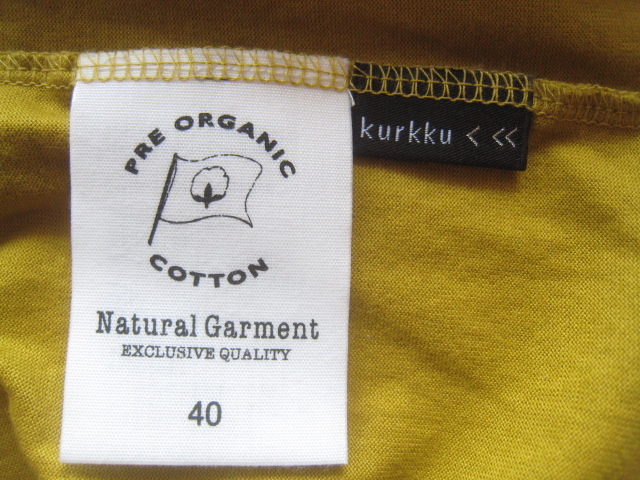 PRE ORGANIC
COTTON
Natural Garment
EXCLUSIVE QUALITY
40
kurkku < <<